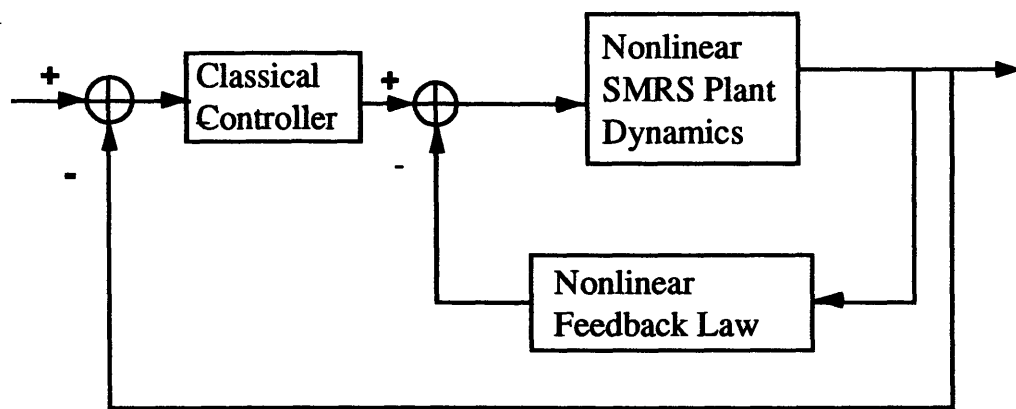 Nonlinear
SMRS Plant
Dynamics
Classical
Controller
+
+
-
-
Nonlinear
Feedback Law